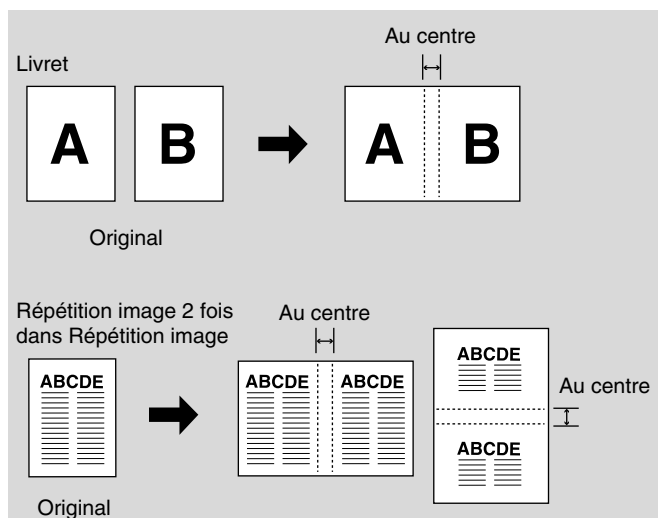 Au centre
Livret
A
B
A
B
Original
Répétition image 2 fois
dans Répétition image
Au centre
ABCDE
ABCDE
ABCDE
ABCDE
Au centre
ABCDE
Original